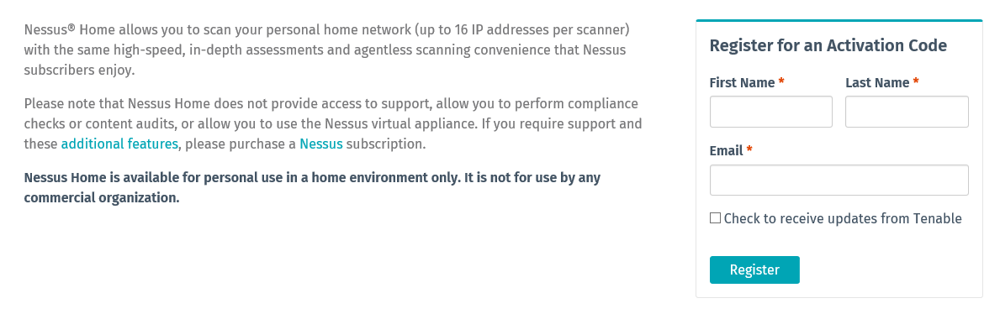 Nessus® Home allows you to scan your personal home network (up to 16 IP addresses per scanner)
with the same high-speed, in-depth assessments and agentless scanning convenience that Nessus
subscribers enjoy.
Please note that Nessus Home does not provide access to support, allow you to perform compliance
checks or content audits, or allow you to use the Nessus virtual appliance. If you require support and
these additional features, please purchase a Nessus subscription.
Nessus Home is available for personal use in a home environment only. It is not for use by any
commercial organization.
Register for an Activation Code
First Name * Last Name *
Email *
Check to receive updates from Tenable
Register